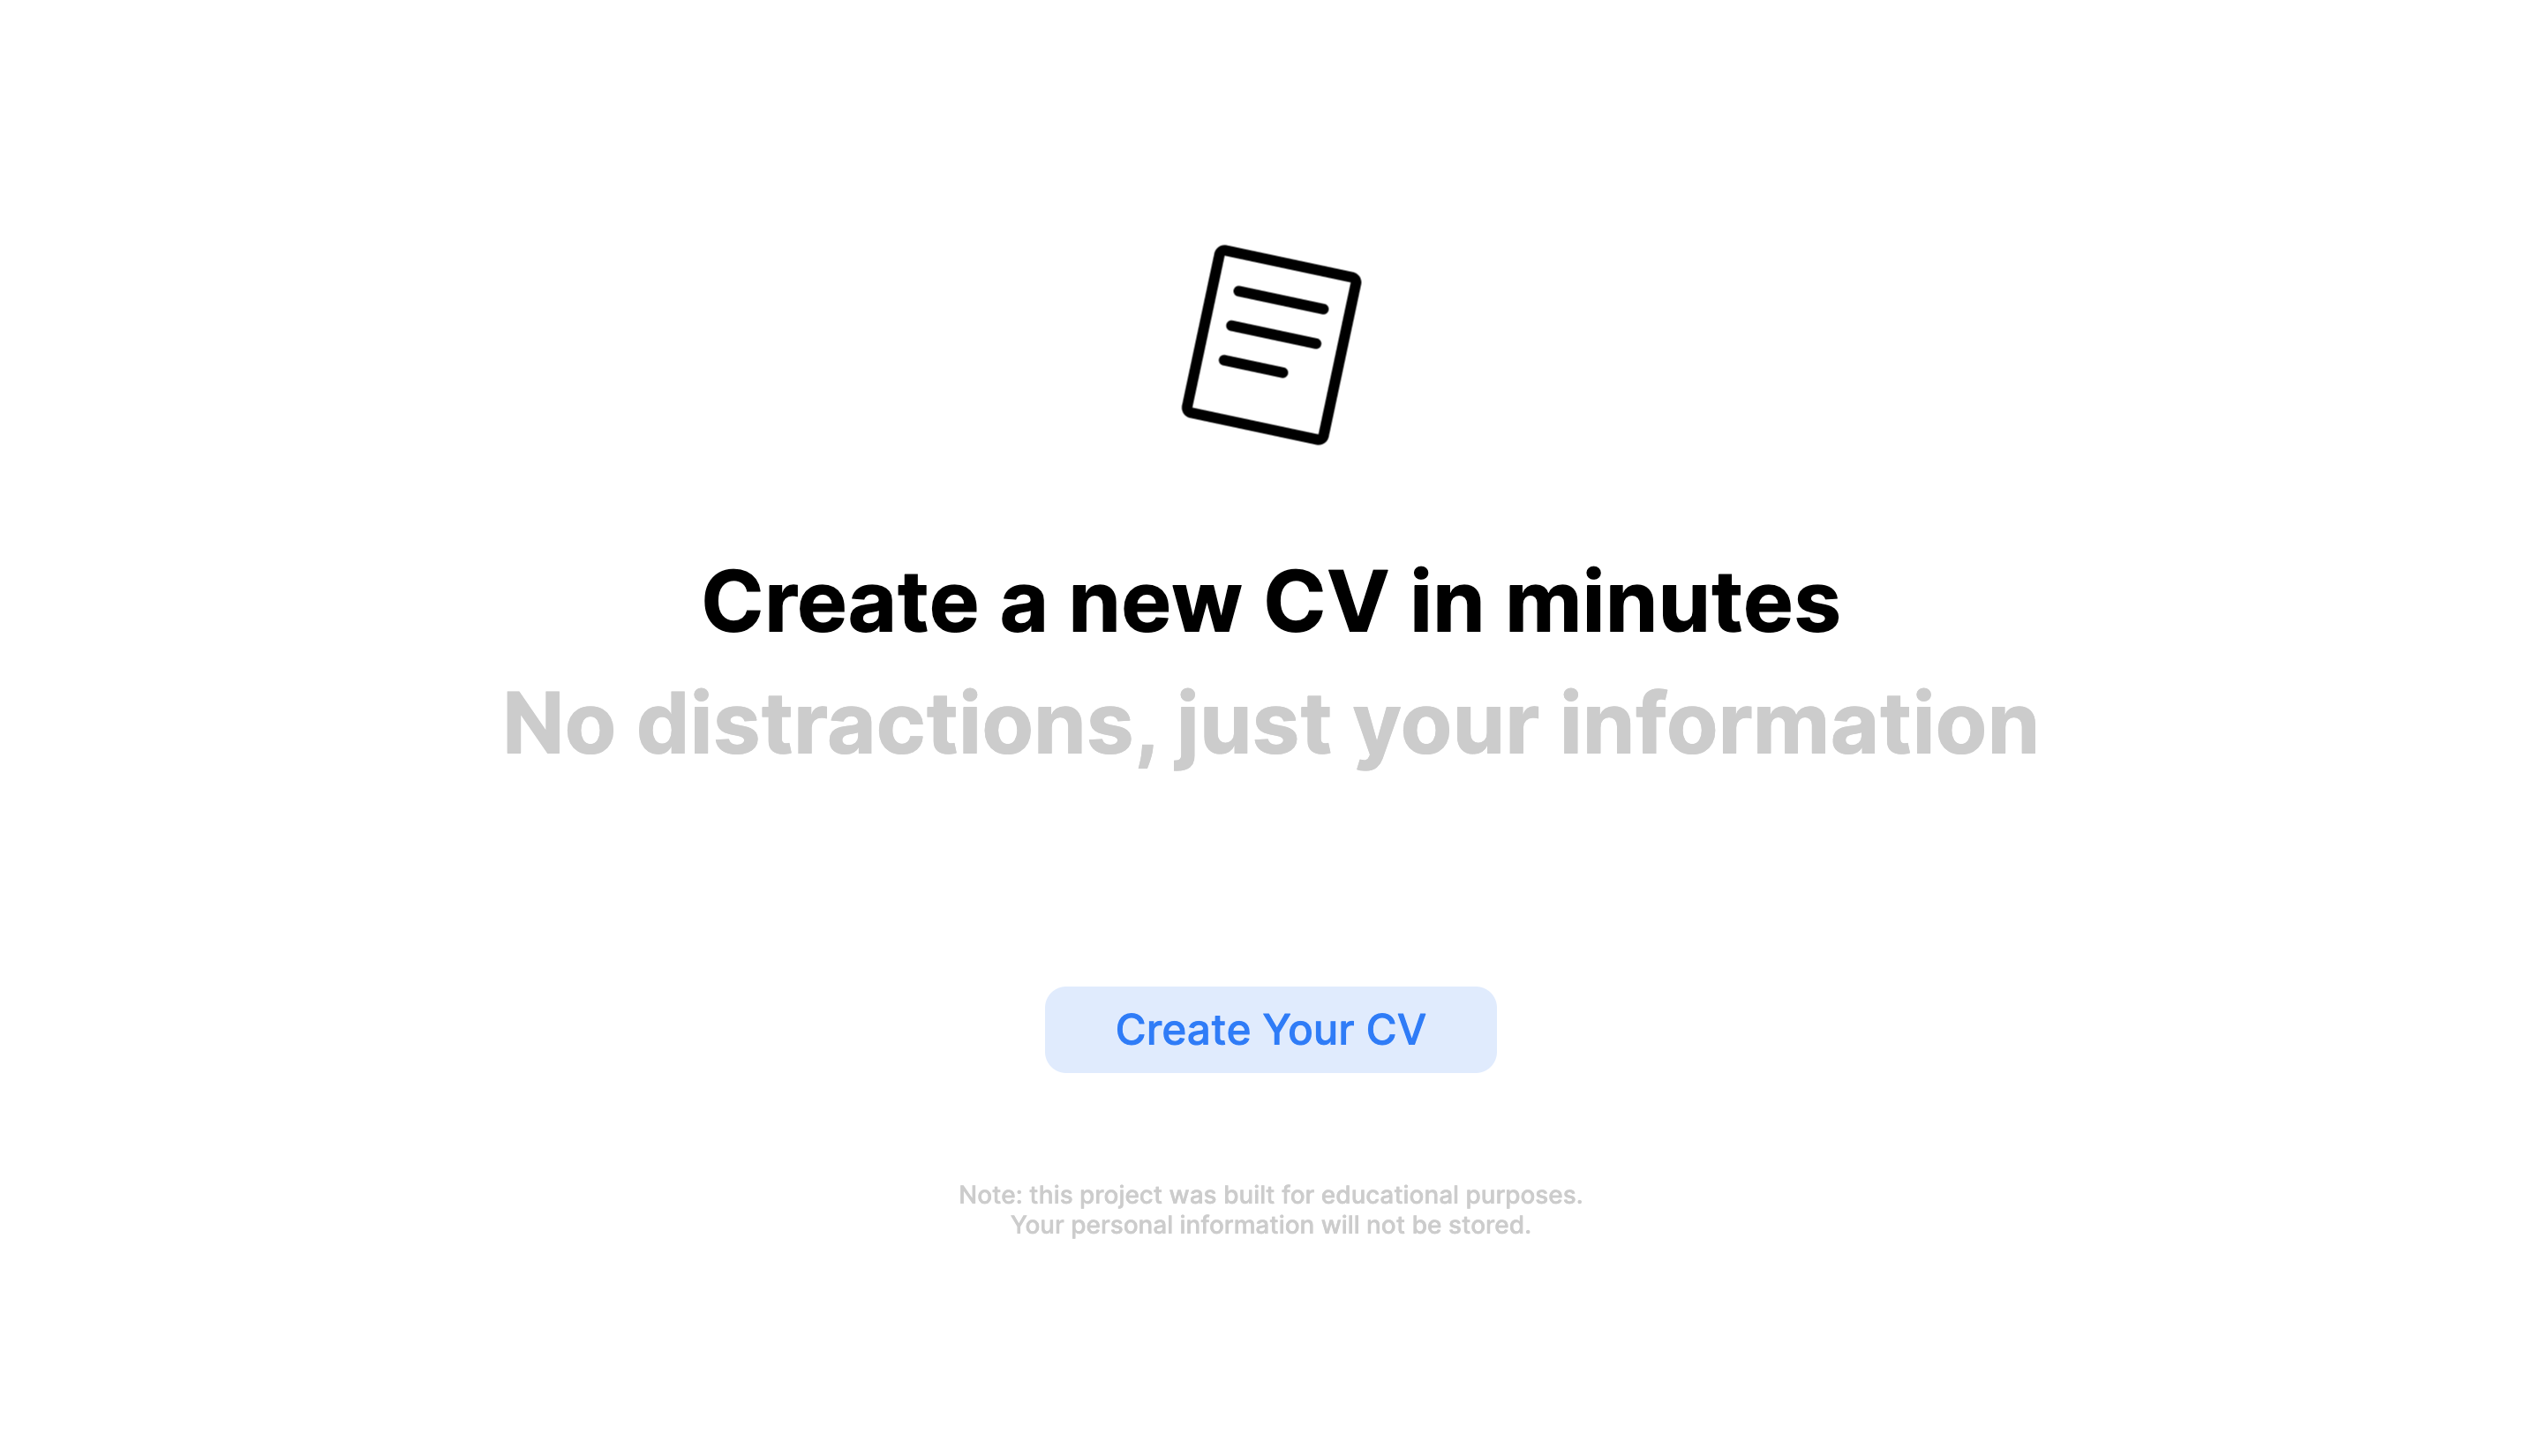 Create a new CV in minutes
No distractions, just your information
Create Your CV
Note: this project was built for educational purposes.
Your personal information will not be stored.